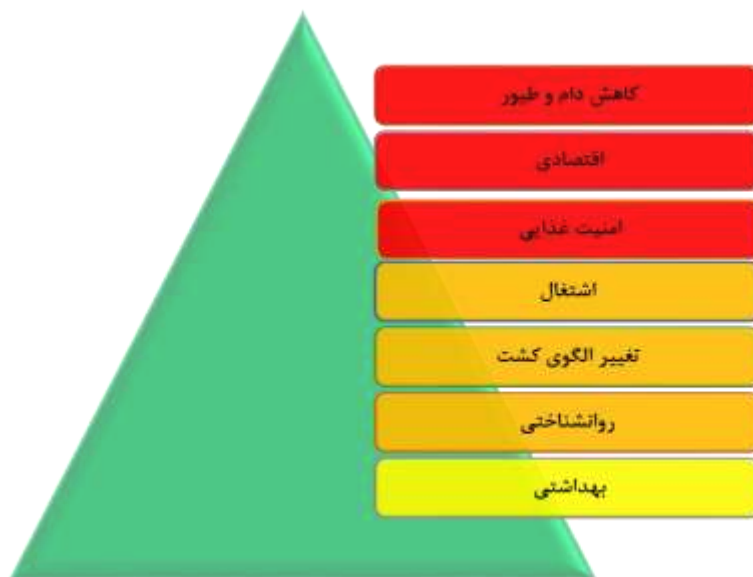 کاهش دام و طیور
اقتصادی
امنیت غذایی
اشتغال
تغییر الگوی کشت
روانشناختی
بهداشتی